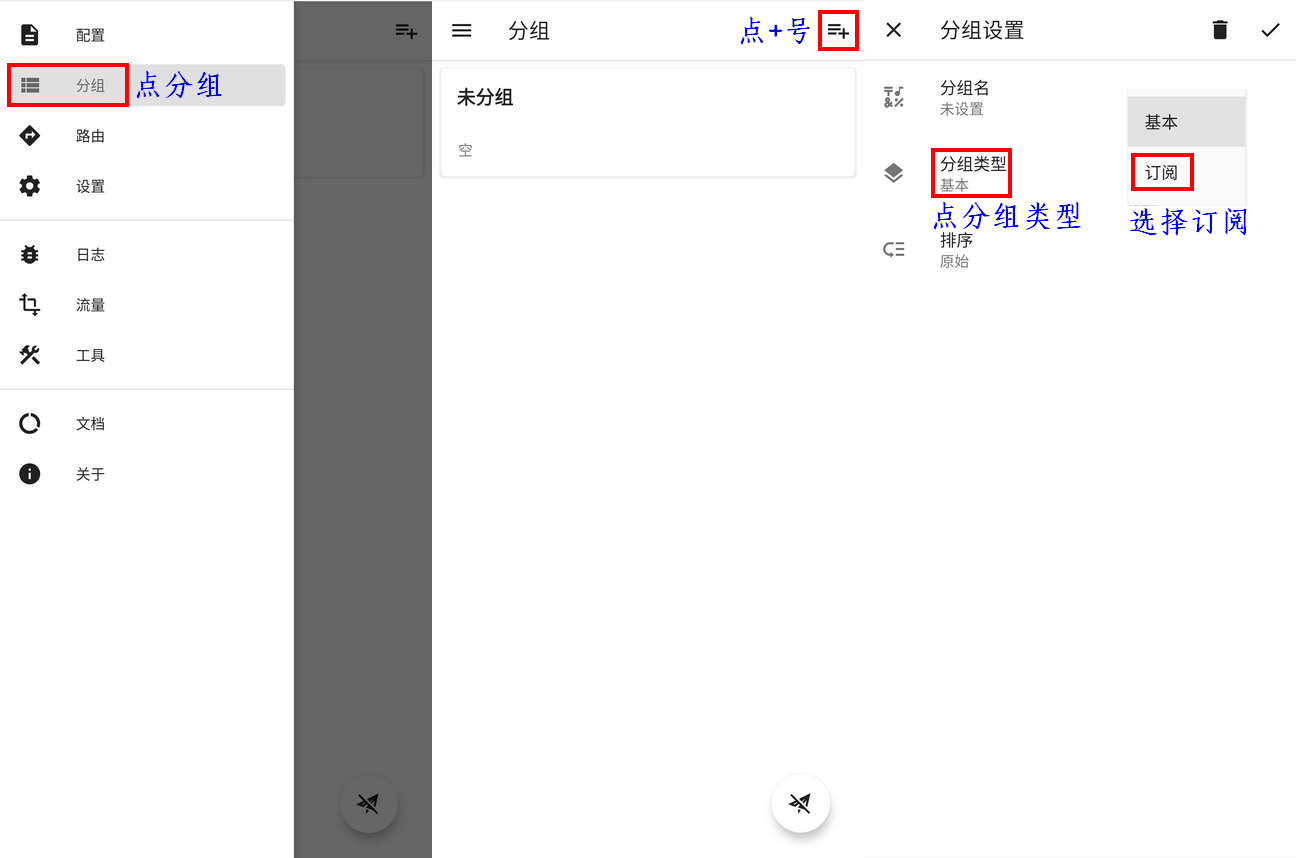 配置
分组
点分组
路由
设置
日志
流量
工具
文档
关于
分组
点+号
未分组
空
分组设置
分组名
未设置
分组类型
基本
点分组类型
排序
原始
基本
订阅
选择订阅